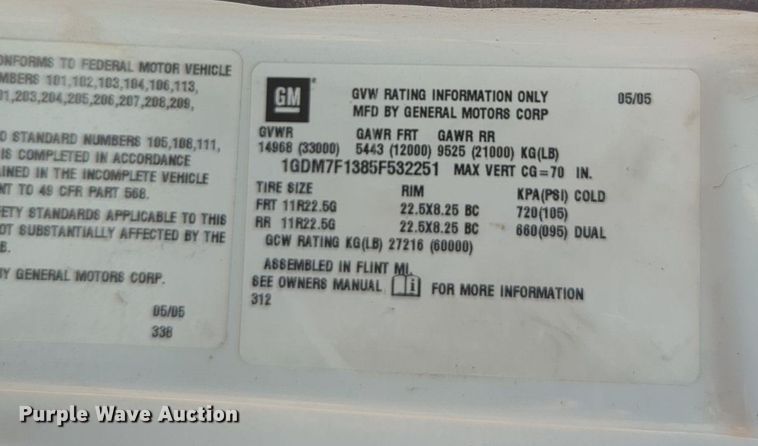 ONFORMS TO FEDERAL MOTOR VEHICLE
MBERS 101,102,103,104,106,113,
01,203,204,205,206,207,208,209,
O STANDARD NUMBERS 105,108,111,
IS COMPLETED IN ACCORDANCE
AINED IN THE INCOMPLETE VEHICLE
NT TO 49 CFR PART 568.
ETY STANDARDS APPLICABLE TO THIS
OT SUBSTANTIALLY AFFECTED BY THE
B.
BY GENERAL MOTORS CORP.
05/05
338
GM
GVW RATING INFORMATION ONLY 05/05
MFD BY GENERAL MOTORS CORP
GVWR GAWR FRT GAWR RR
14968 (33000) 5443 (12000) 9525 (21000) KG(LB)
1GDM7F1385F532251 MAX VERT CG=70 IN.
TIRE SIZE RIM KPA(PSI) COLD
FRT 11R22.5G 22.5X8.25 BC 720(105)
RR 11R22.5G 22.5X8.25 BC 660(095) DUAL
GCW RATING KG(LB) 27216 (60000)
ASSEMBLED IN FLINT MI.
SEE OWNERS MANUAL i FOR MORE INFORMATION
312
Purple Wave Auction